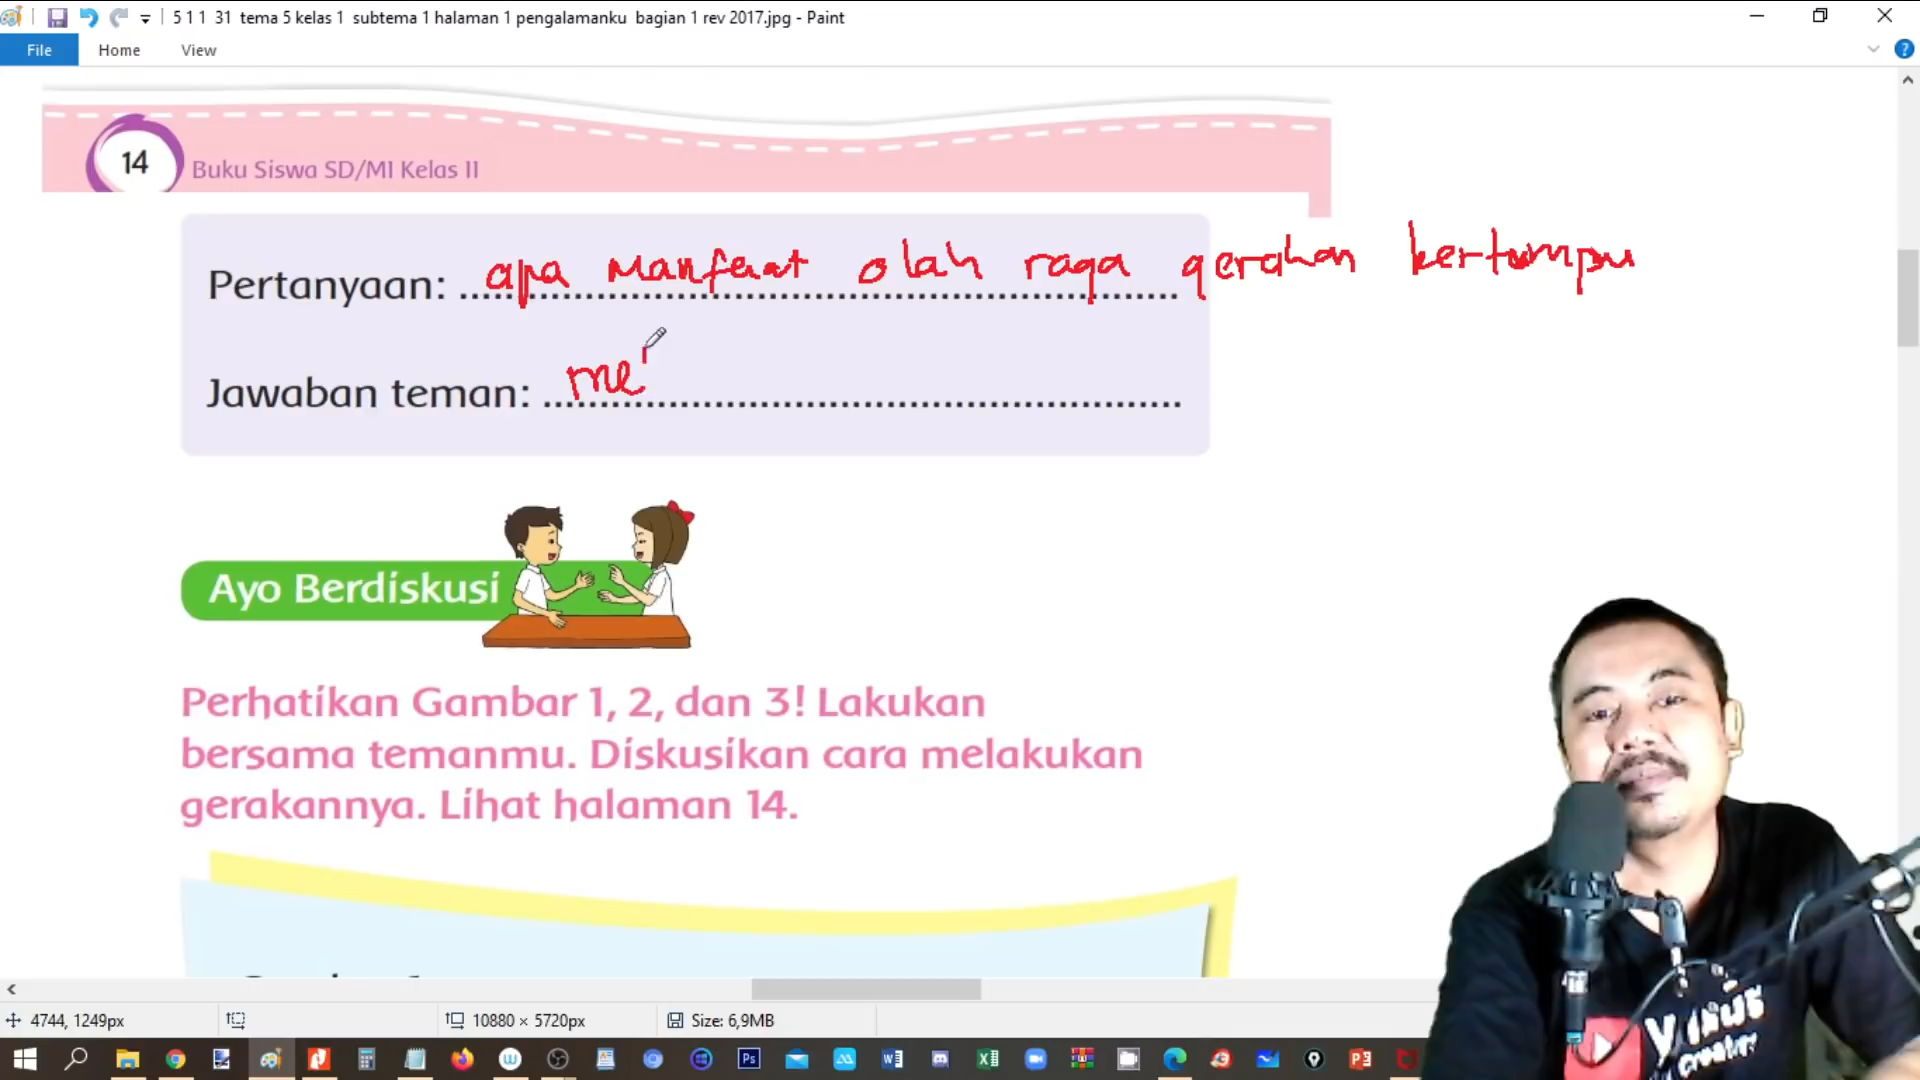 5 1 1 31 tema 5 kelas 1 subtema 1 halaman 1 pengalamanku bagian 1 rev 2017.jpg - Paint
File Home View
14 Buku Siswa SD/MI Kelas II
Pertanyaan: apa manfaat olah raga gerakan bertumpu
Jawaban teman: me
Ayo Berdiskusi
Perhatikan Gambar 1, 2, dan 3! Lakukan
bersama temanmu. Diskusikan cara melakukan
gerakannya. Lihat halaman 14.
4744, 1249px 10880 × 5720px Size: 6,9MB